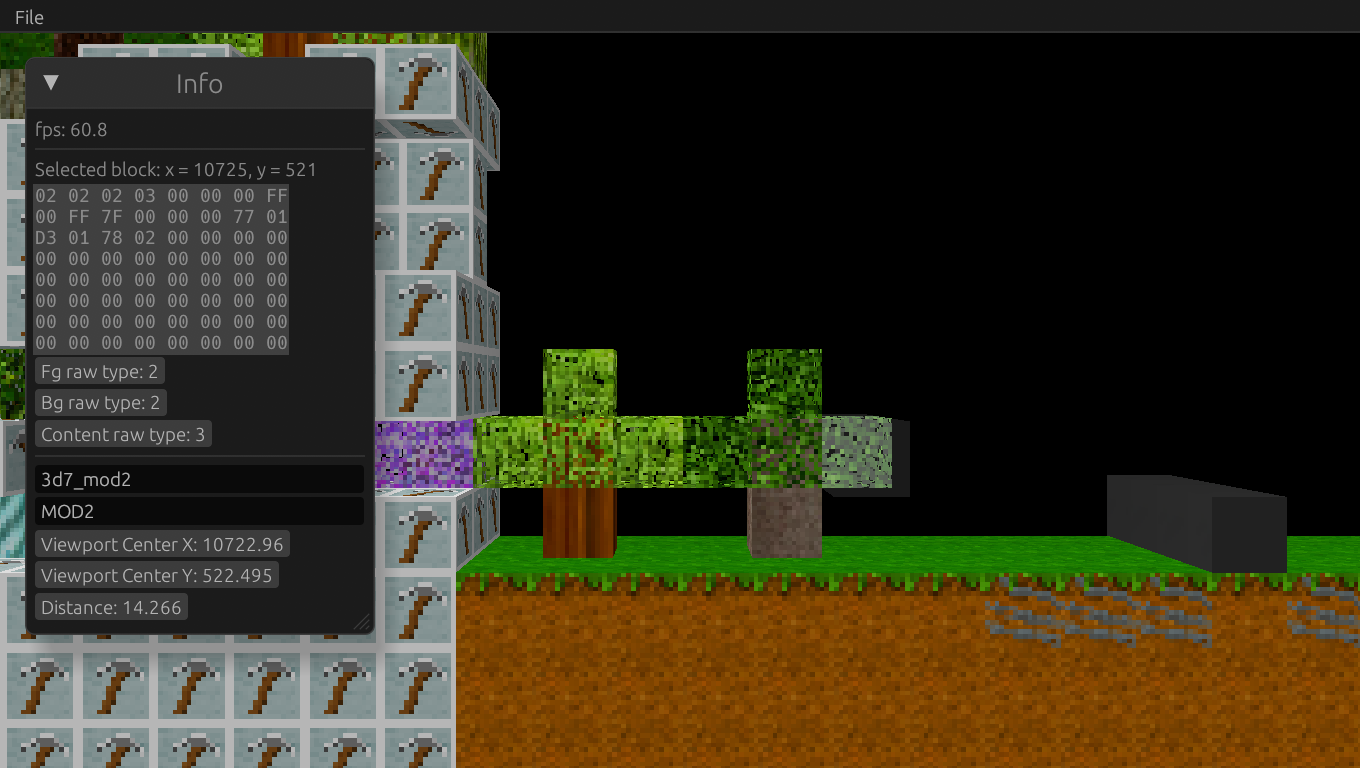 File
▼ Info
fps: 60.8
Selected block: x = 10725, y = 521
02 02 02 03 00 00 00 FF
00 FF 7F 00 00 00 77 01
D3 01 78 02 00 00 00 00
00 00 00 00 00 00 00 00
00 00 00 00 00 00 00 00
00 00 00 00 00 00 00 00
00 00 00 00 00 00 00 00
00 00 00 00 00 00 00 00
Fg raw type: 2
Bg raw type: 2
Content raw type: 3
3d7_mod2
MOD2
Viewport Center X: 10722.96
Viewport Center Y: 522.495
Distance: 14.266